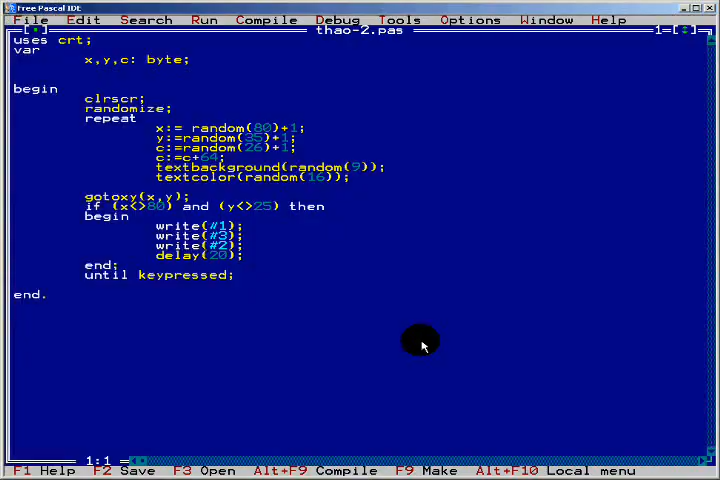 Free Pascal IDE
File Edit Search Run Compile Debug Tools Options Window Help
thao-2.pas 1
uses crt;
var
x,y,c: byte;
begin
clrscr;
randomize;
repeat
x:= random(80)+1;
y:=random(35)+1;
c:=random(26)+1;
c:=c+64;
textbackground(random(9));
textcolor(random(16));
gotoxy(x,y);
if (x<>80) and (y<>25) then
begin
write(#1);
write(#3);
write(#2);
delay(20);
end;
until keypressed;
end.
1:1
F1 Help F2 Save F3 Open Alt+F9 Compile F9 Make Alt+F10 Local menu